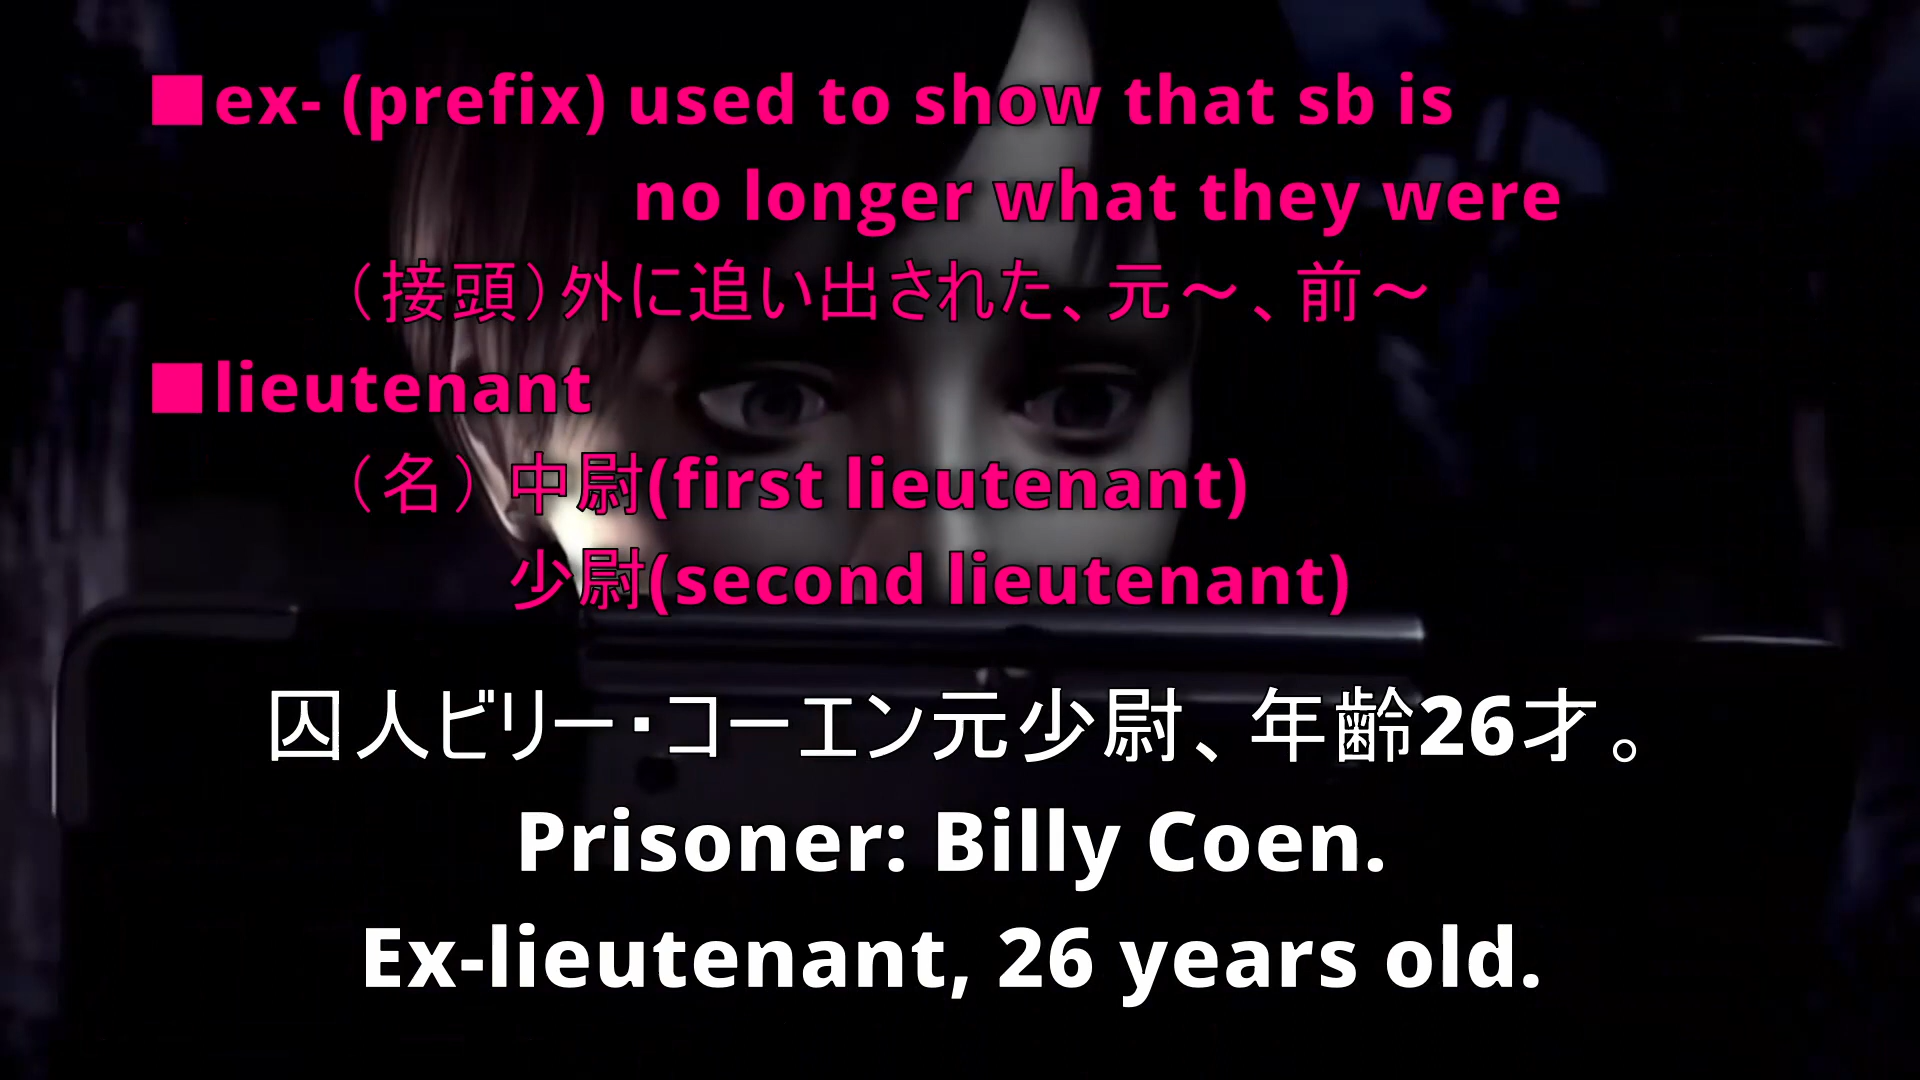 ■ex- (prefix) used to show that sb is
no longer what they were
（接頭）外に追い出された、元～、前～
■lieutenant
（名） 中尉(first lieutenant)
少尉(second lieutenant)
囚人ビリー・コーエン元少尉、年齢26才。
Prisoner: Billy Coen.
Ex-lieutenant, 26 years old.